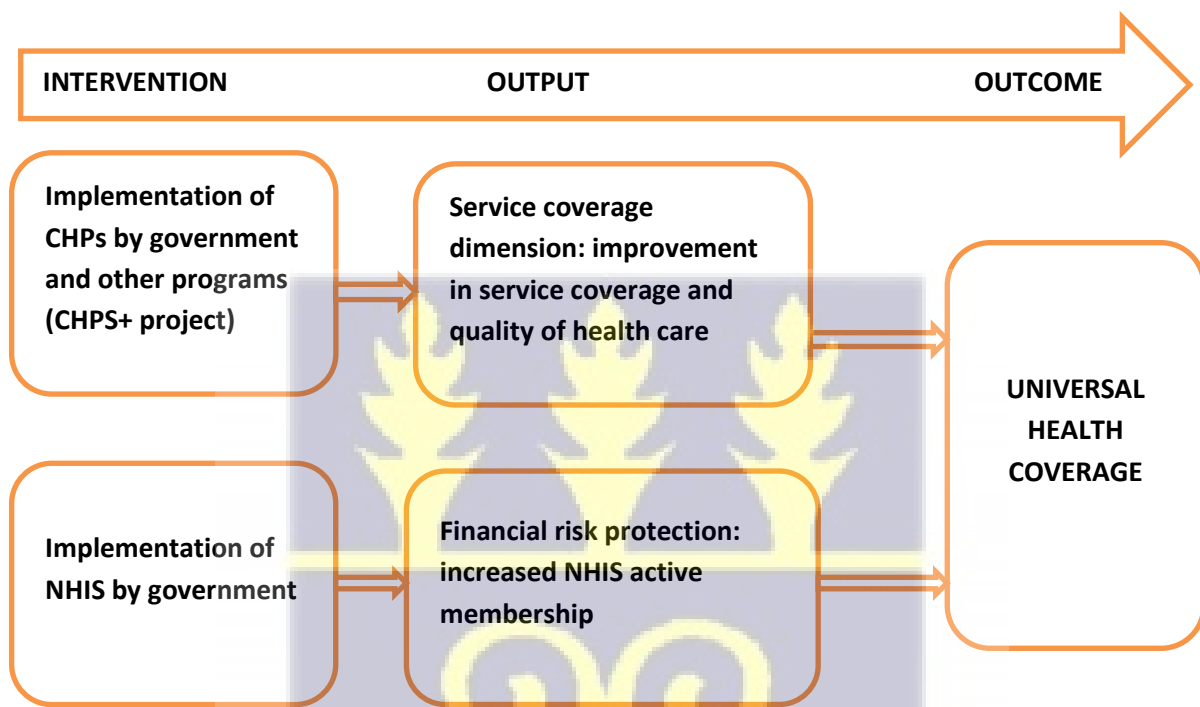 INTERVENTION OUTPUT OUTCOME
Implementation of
CHPs by government
and other programs
(CHPS+ project)
Service coverage
dimension: improvement
in service coverage and
quality of health care
Implementation of
NHIS by government
Financial risk protection:
increased NHIS active
membership
UNIVERSAL
HEALTH
COVERAGE